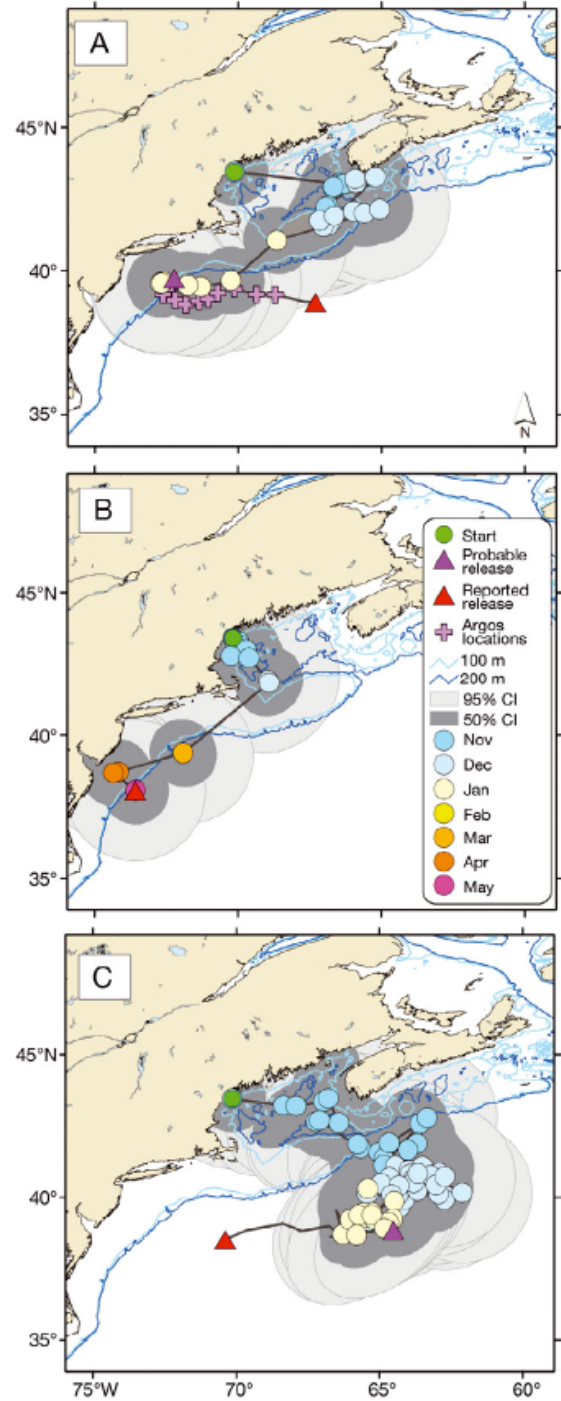 A
45°
40°
35°
N
B
45°
40°
35°
Start
Probable
release
Reported
release
Argos
locations
100 m
200 m
95% CI
50% CI
Nov
Dec
Jan
Feb
Mar
Apr
May
C
45°
40°
35°
75°W 70° 65° 60°